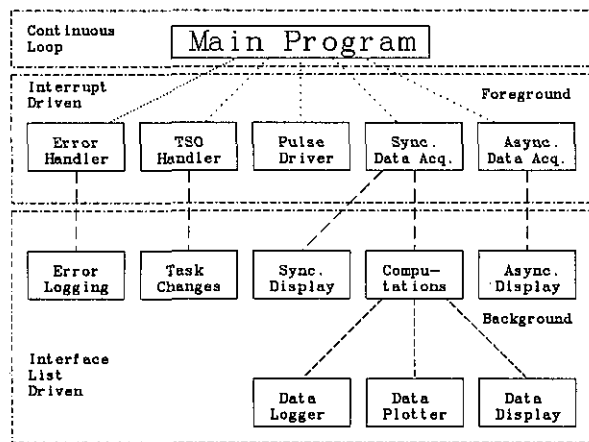 Continuous
Loop
Main Program
Interrupt
Driven
Foreground
Error
Handler
TSO
Handler
Pulse
Driver
Sync.
Data Acq.
Async.
Data Acq.
Error
Logging
Task
Changes
Sync.
Display
Compu-
tations
Async.
Display
Background
Interface
List
Driven
Data
Logger
Data
Plotter
Data
Display